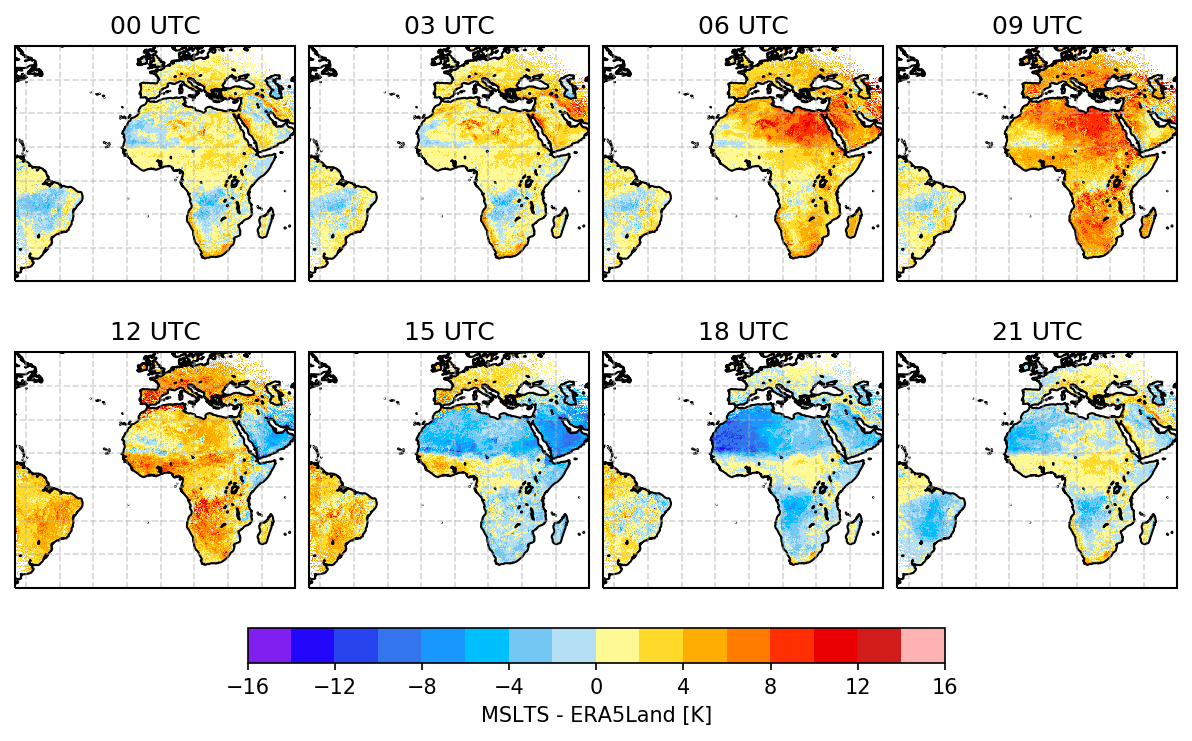 00 UTC
03 UTC
06 UTC
09 UTC
12 UTC
15 UTC
18 UTC
21 UTC
−16 −12 −8 −4 0 4 8 12 16
MSLTS - ERA5Land [K]